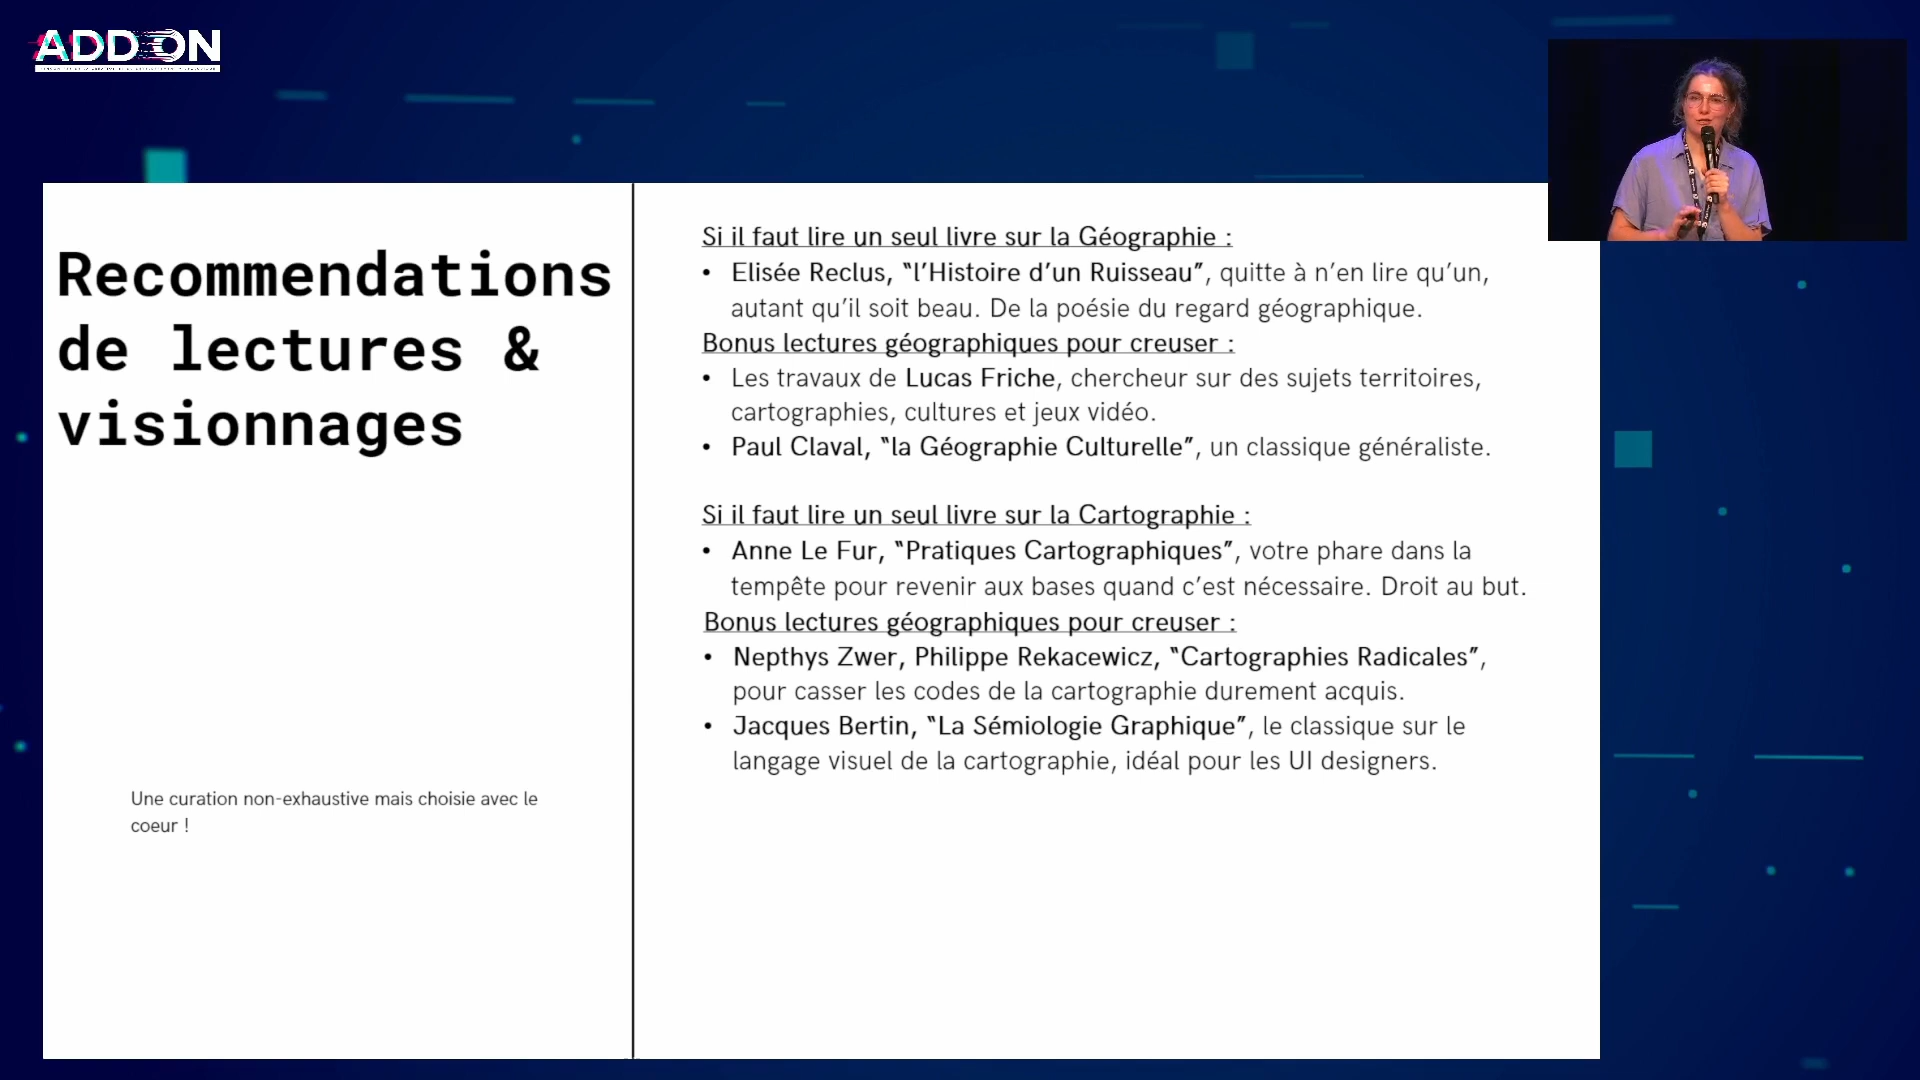 ADDON
Recommendations
de lectures &
visionnages
Une curation non-exhaustive mais choisie avec le
coeur !
Si il faut lire un seul livre sur la Géographie :
• Elisée Reclus, “l’Histoire d’un Ruisseau”, quitte à n’en lire qu’un,
autant qu’il soit beau. De la poésie du regard géographique.
Bonus lectures géographiques pour creuser :
• Les travaux de Lucas Friche, chercheur sur des sujets territoires,
cartographies, cultures et jeux vidéo.
• Paul Claval, “la Géographie Culturelle”, un classique généraliste.
Si il faut lire un seul livre sur la Cartographie :
• Anne Le Fur, “Pratiques Cartographiques”, votre phare dans la
tempête pour revenir aux bases quand c’est nécessaire. Droit au but.
Bonus lectures géographiques pour creuser :
• Nepthys Zwer, Philippe Rekacewicz, “Cartographies Radicales”,
pour casser les codes de la cartographie durement acquis.
• Jacques Bertin, “La Sémiologie Graphique”, le classique sur le
langage visuel de la cartographie, idéal pour les UI designers.